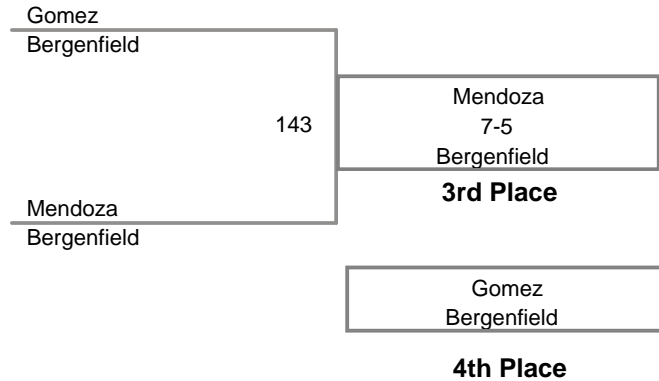 Gomez
Bergenfield
143
Mendoza
7-5
Bergenfield
3rd Place
Mendoza
Bergenfield
Gomez
Bergenfield
4th Place